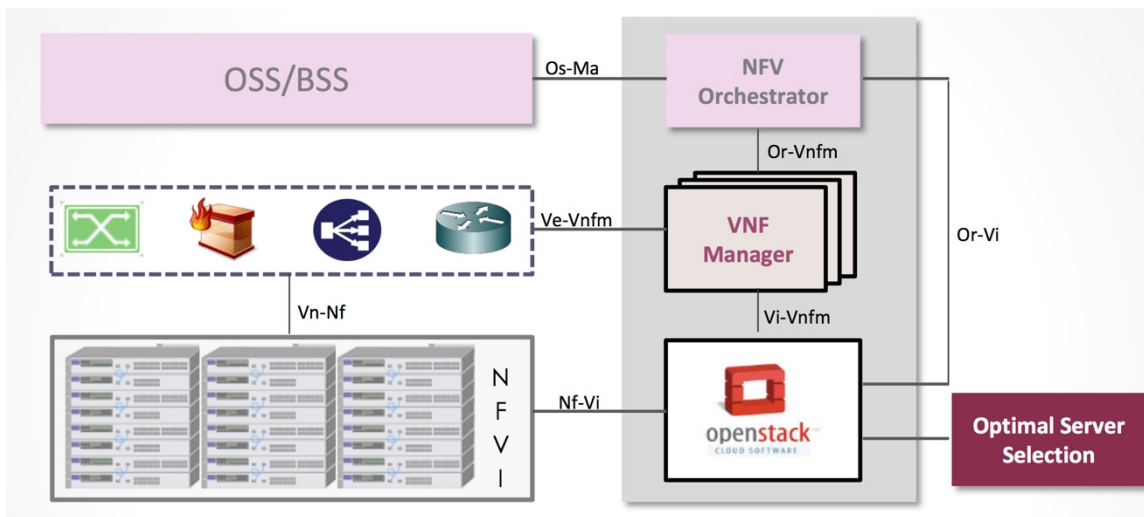 OSS/BSS
Os-Ma
NFV
Orchestrator
Or-Vnfm
Ve-Vnfm
VNF
Manager
Or-Vi
Vn-Nf
Vi-Vnfm
N
F
V
I
Nf-Vi
openstack
CLOUD SOFTWARE
Optimal Server
Selection